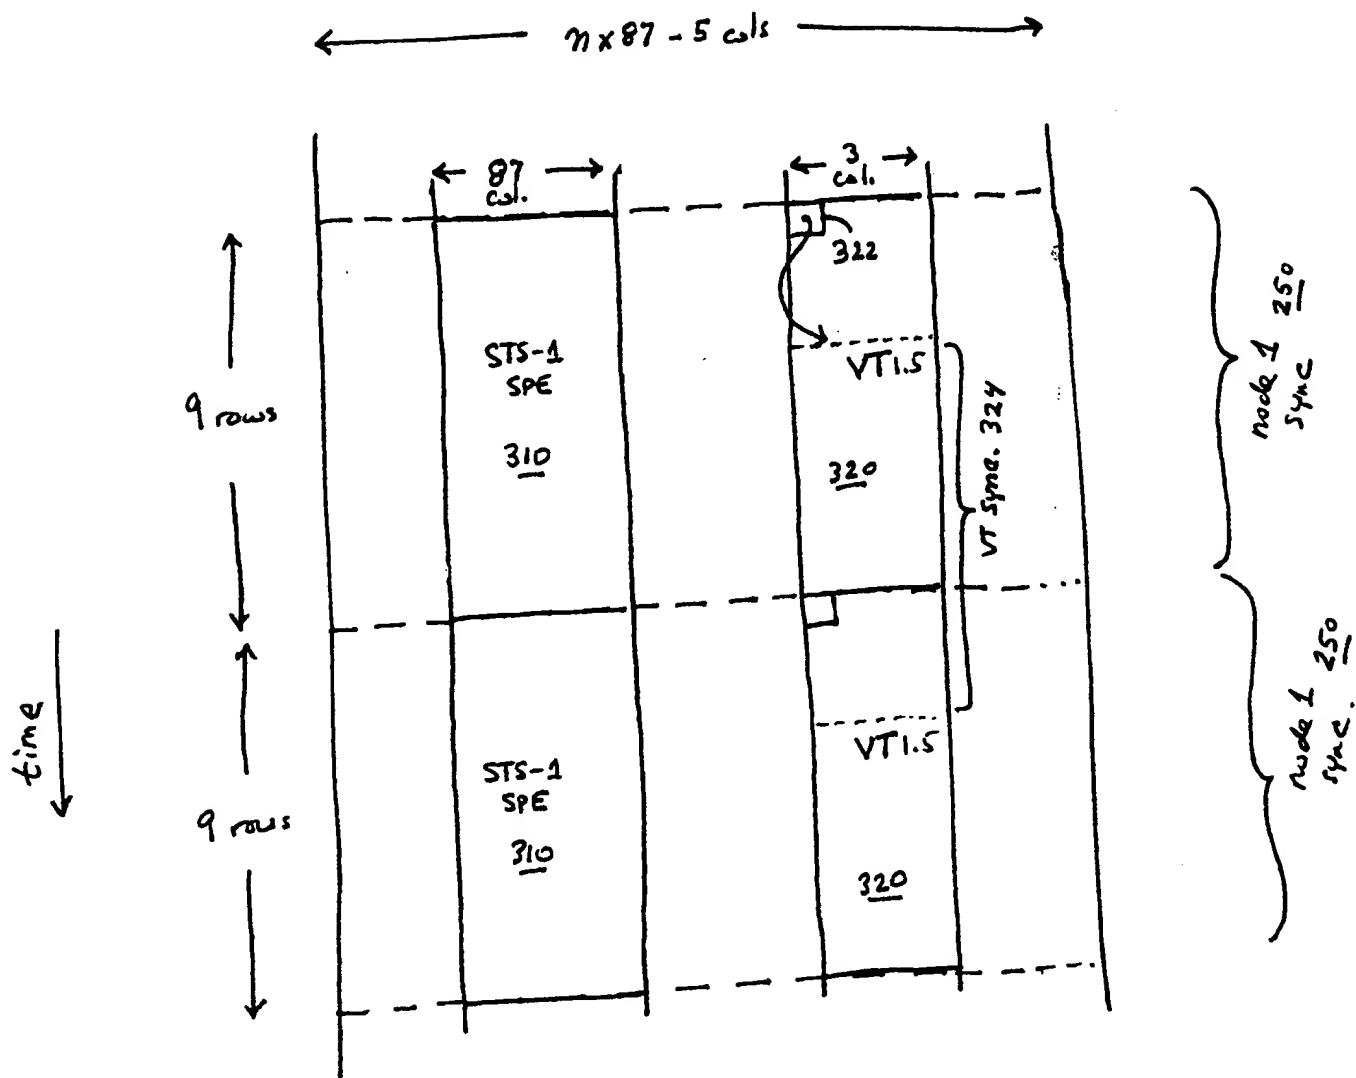 n x 87 - 5 cols
87
col.
3
col.
322
STS-1
SPE
310
VT1.5
320
VT sync. 324
9 rows
node 1 250
sync
time
STS-1
SPE
310
VT1.5
320
9 rows
node 1 250
sync.